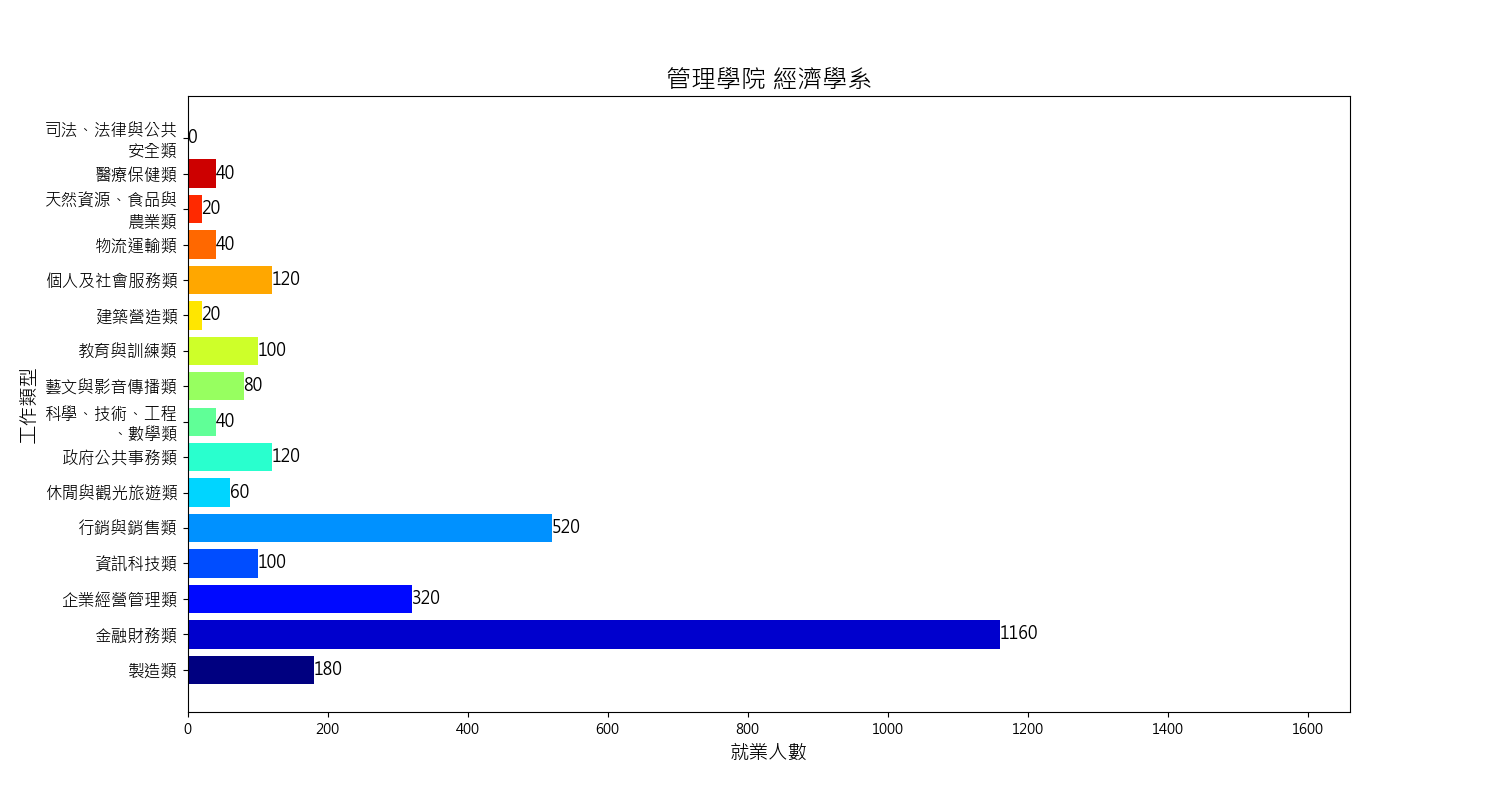 管理學院 經濟學系
司法、法律與公共
安全類
0
醫療保健類
40
天然資源、食品與
農業類
20
物流運輸類
40
個人及社會服務類
120
建築營造類
20
教育與訓練類
100
藝文與影音傳播類
80
科學、技術、工程
、數學類
40
政府公共事務類
120
休閒與觀光旅遊類
60
行銷與銷售類
520
資訊科技類
100
企業經營管理類
320
金融財務類
1160
製造類
180
工作類型
0 200 400 600 800 1000 1200 1400 1600
就業人數